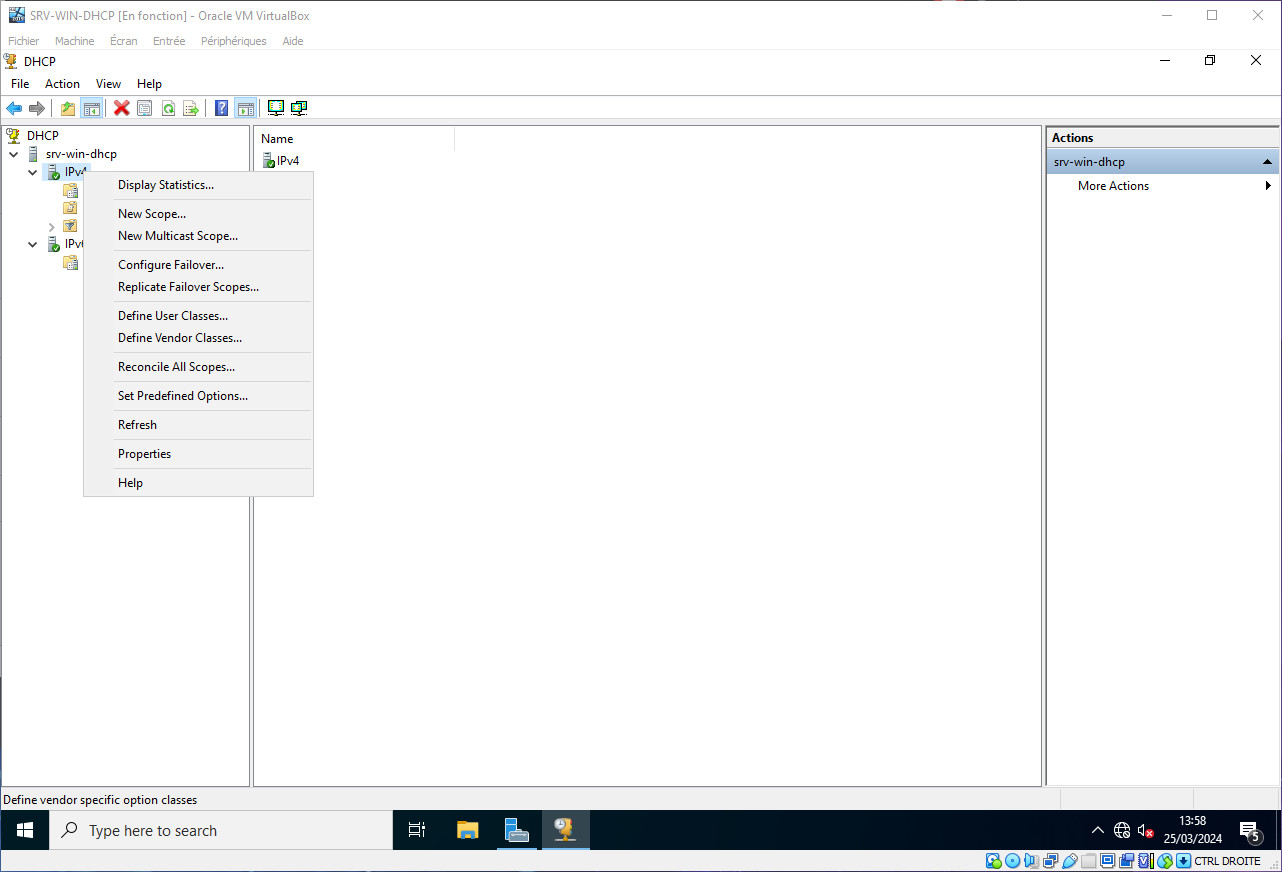 SRV-WIN-DHCP [En fonction] - Oracle VM VirtualBox
Fichier Machine Écran Entrée Périphériques Aide
DHCP
File Action View Help
DHCP
srv-win-dhcp
IPv4
Name
IPv4
Actions
srv-win-dhcp
More Actions
Display Statistics...
New Scope...
New Multicast Scope...
Configure Failover...
Replicate Failover Scopes...
Define User Classes...
Define Vendor Classes...
Reconcile All Scopes...
Set Predefined Options...
Refresh
Properties
Help
Define vendor specific option classes
Type here to search
13:58
25/03/2024
5
CTRL DROITE